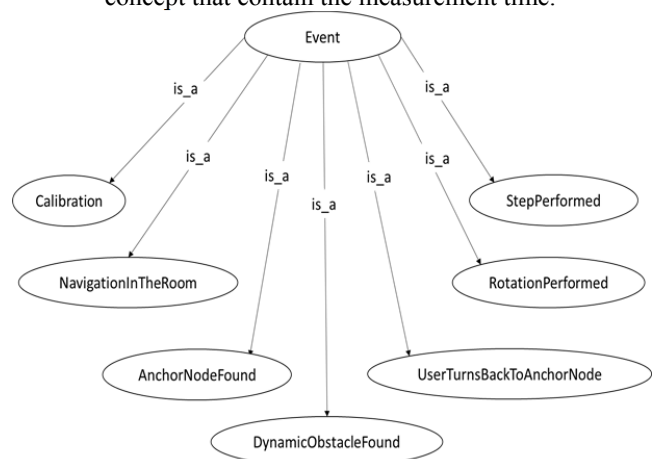 concept that contain the measurement time.
Event
is_a
is_a
is_a
is_a
is_a
is_a
is_a
Calibration
StepPerformed
NavigationInTheRoom
RotationPerformed
AnchorNodeFound
UserTurnsBackToAnchorNode
DynamicObstacleFound